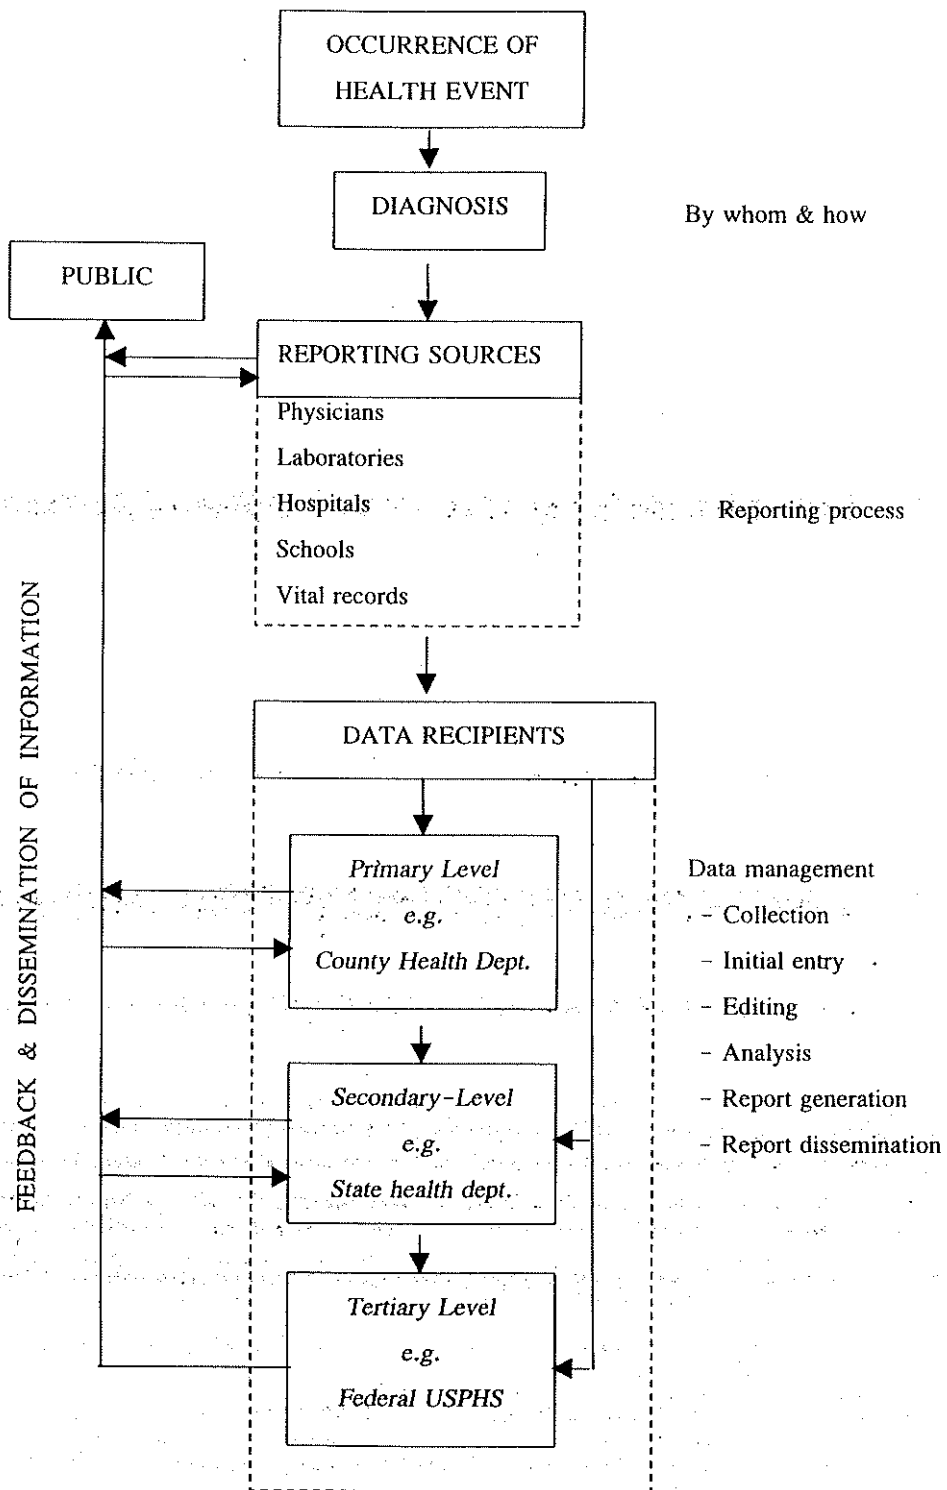 OCCURRENCE OF
HEALTH EVENT
DIAGNOSIS
By whom & how
PUBLIC
REPORTING SOURCES
Physicians
Laboratories
Hospitals
Schools
Vital records
Reporting process
FEEDBACK & DISSEMINATION OF INFORMATION
DATA RECIPIENTS
Primary Level
e.g.
County Health Dept.
Secondary-Level
e.g.
State health dept.
Tertiary Level
e.g.
Federal USPHS
Data management
- Collection
- Initial entry
- Editing
- Analysis
- Report generation
- Report dissemination